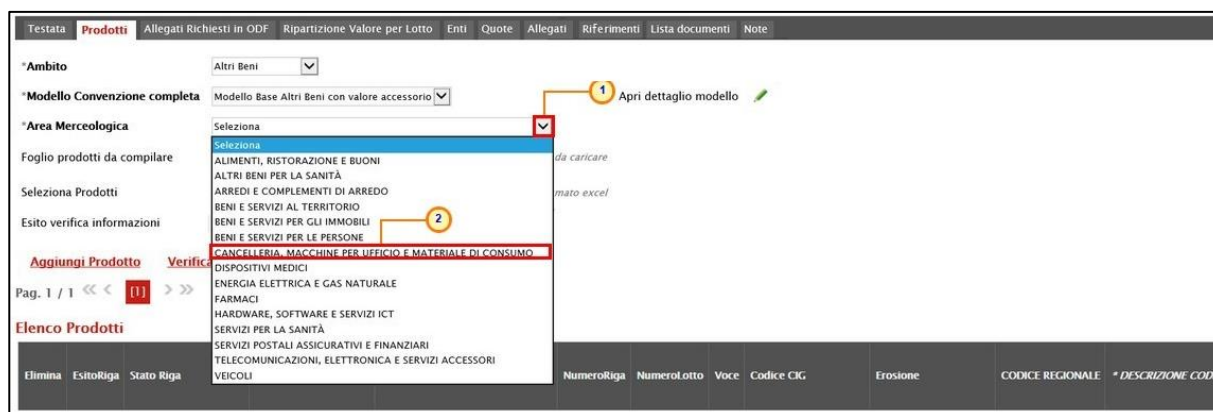 Testata Prodotti Allegati Richiesti in ODF Ripartizione Valore per Lotto Enti Quote Allegati Riferimenti Lista documenti Note
*Ambito Altri Beni
*Modello Convenzione completa Modello Base Altri Beni con valore accessorio 1 Apri dettaglio modello
*Area Merceologica Seleziona
Seleziona
Foglio prodotti da compilare ALIMENTI, RISTORAZIONE E BUONI da caricare
ALTRI BENI PER LA SANITÀ
Seleziona Prodotti ARREDI E COMPLEMENTI DI ARREDO mato excel
BENI E SERVIZI AL TERRITORIO
Esito verifica informazioni BENI E SERVIZI PER GLI IMMOBILI 2
BENI E SERVIZI PER LE PERSONE
CANCELLERIA, MACCHINE PER UFFICIO E MATERIALE DI CONSUMO
Aggiungi Prodotto Verifica DISPOSITIVI MEDICI
ENERGIA ELETTRICA E GAS NATURALE
Pag. 1 / 1 << < [1] > >> FARMACI
HARDWARE, SOFTWARE E SERVIZI ICT
Elenco Prodotti SERVIZI PER LA SANITÀ
SERVIZI POSTALI ASSICURATIVI E FINANZIARI
TELECOMUNICAZIONI, ELETTRONICA E SERVIZI ACCESSORI
Elimina EsitoRiga Stato Riga VEICOLI NumeroRiga NumeroLotto Voce Codice CIG Erosione CODICE REGIONALE * DESCRIZIONE COD